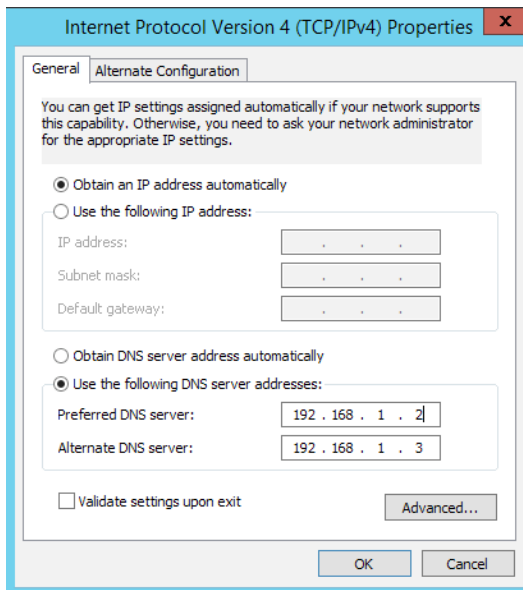 Internet Protocol Version 4 (TCP/IPv4) Properties
x
General
Alternate Configuration
You can get IP settings assigned automatically if your network supports
this capability. Otherwise, you need to ask your network administrator
for the appropriate IP settings.
Obtain an IP address automatically
Use the following IP address:
IP address:
. . .
Subnet mask:
. . .
Default gateway:
. . .
Obtain DNS server address automatically
Use the following DNS server addresses:
Preferred DNS server:
192 . 168 . 1 . 2
Alternate DNS server:
192 . 168 . 1 . 3
Validate settings upon exit
Advanced...
OK
Cancel